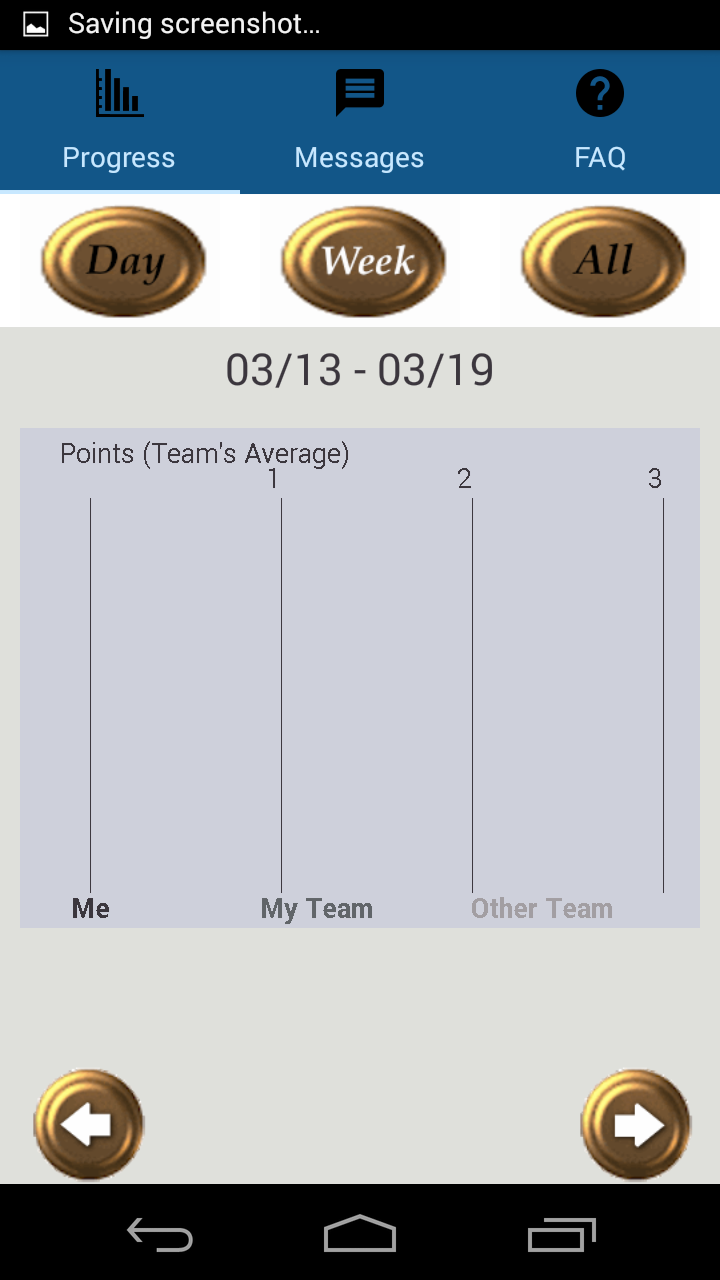 Saving screenshot...
Progress Messages FAQ
Day Week All
03/13 - 03/19
Points (Team's Average)
1 2 3
Me My Team Other Team